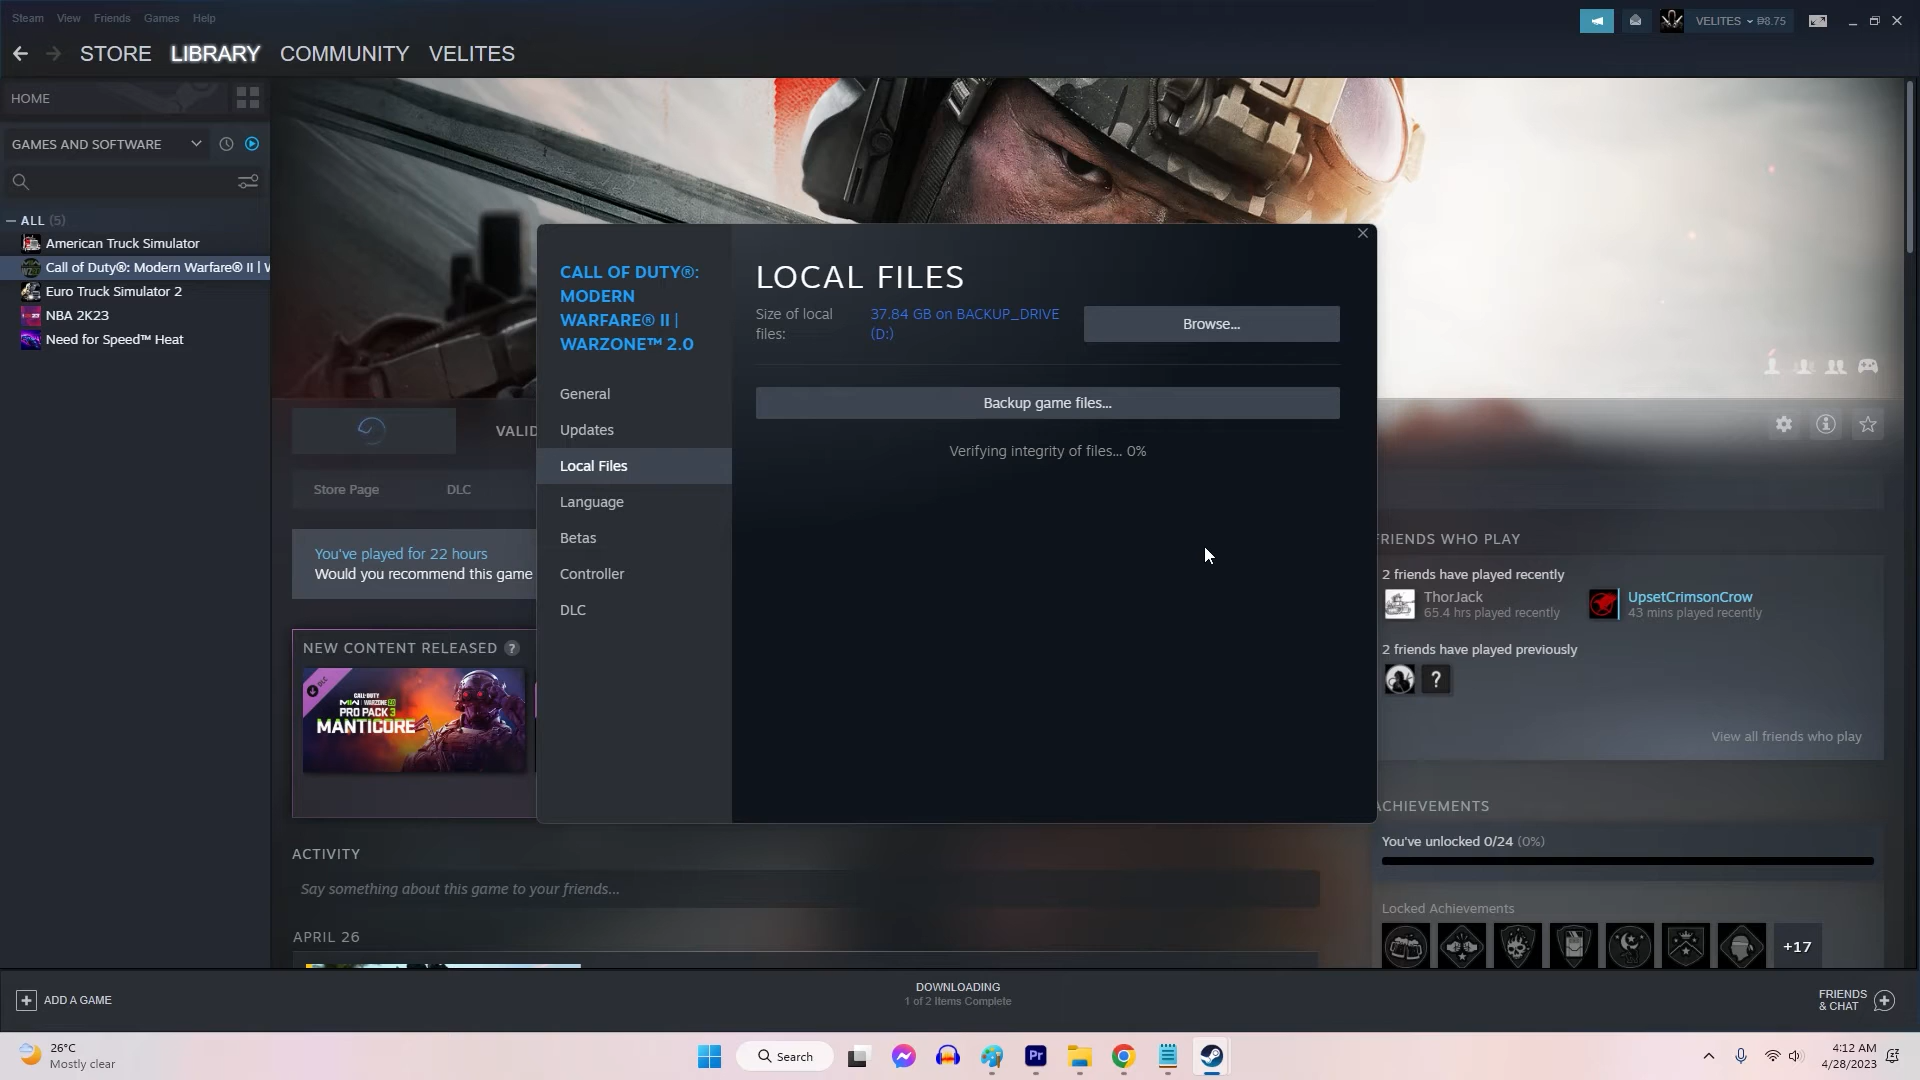 Steam View Friends Games Help
VELITES ₱8.75
STORE LIBRARY COMMUNITY VELITES
HOME
GAMES AND SOFTWARE
ALL (5)
American Truck Simulator
Call of Duty®: Modern Warfare® II |
Euro Truck Simulator 2
NBA 2K23
Need for Speed™ Heat
CALL OF DUTY®:
MODERN
WARFARE® II |
WARZONE™ 2.0
General
Updates
Local Files
Language
Betas
Controller
DLC
LOCAL FILES
Size of local
files:
37.84 GB on BACKUP_DRIVE
(D:)
Browse...
Backup game files...
Verifying integrity of files... 0%
VALID
Store Page DLC
You've played for 22 hours
Would you recommend this game
NEW CONTENT RELEASED ?
DLC
CALL·DUTY
PRO PACK 3
MANTICORE
ACTIVITY
Say something about this game to your friends...
APRIL 26
FRIENDS WHO PLAY
2 friends have played recently
ThorJack
65.4 hrs played recently
UpsetCrimsonCrow
43 mins played recently
2 friends have played previously
?
View all friends who play
ACHIEVEMENTS
You've unlocked 0/24 (0%)
Locked Achievements
+17
ADD A GAME
DOWNLOADING
1 of 2 Items Complete
FRIENDS
& CHAT
26°C
Mostly clear
Search
Pr
4:12 AM
4/28/2023